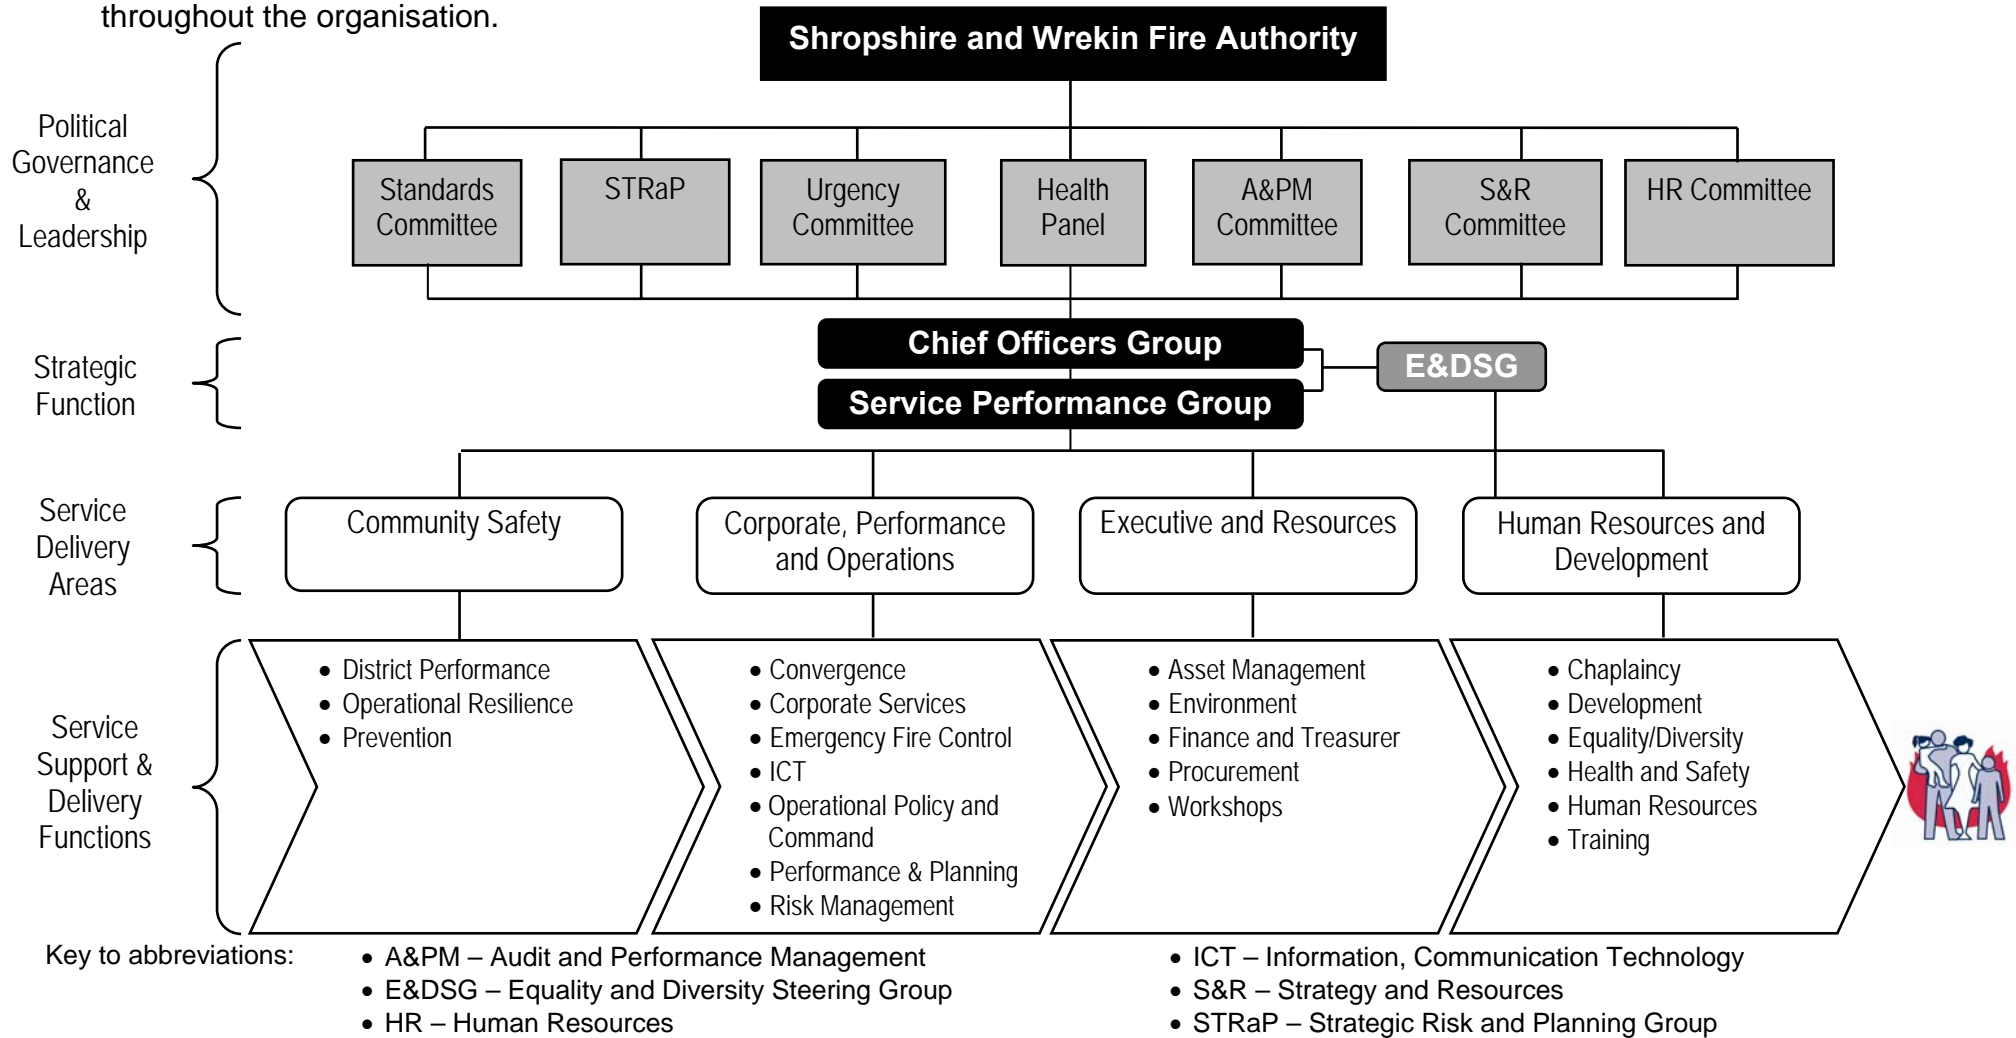 throughout the organisation.
Shropshire and Wrekin Fire Authority
Political
Governance
&
Leadership
Standards
Committee
STRaP
Urgency
Committee
Health
Panel
A&PM
Committee
S&R
Committee
HR Committee
Strategic
Function
Chief Officers Group
Service Performance Group
E&DSG
Service
Delivery
Areas
Community Safety
Corporate, Performance
and Operations
Executive and Resources
Human Resources and
Development
Service
Support &
Delivery
Functions
• District Performance
• Operational Resilience
• Prevention
• Convergence
• Corporate Services
• Emergency Fire Control
• ICT
• Operational Policy and
Command
• Performance & Planning
• Risk Management
• Asset Management
• Environment
• Finance and Treasurer
• Procurement
• Workshops
• Chaplaincy
• Development
• Equality/Diversity
• Health and Safety
• Human Resources
• Training
Key to abbreviations:
• A&PM – Audit and Performance Management
• E&DSG – Equality and Diversity Steering Group
• HR – Human Resources
• ICT – Information, Communication Technology
• S&R – Strategy and Resources
• STRaP – Strategic Risk and Planning Group